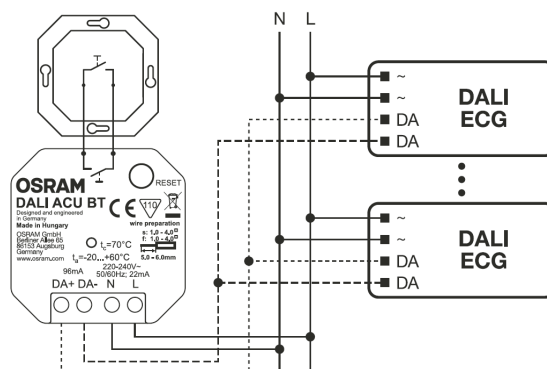 N L
~
~
DA
DA
DALI
ECG
~
~
DA
DA
DALI
ECG
OSRAM
DALI ACU BT
Designed and engineered
in Germany
Made in Hungary
OSRAM GmbH
Berliner Allee 65
86153 Augsburg
Germany
www.osram.com
RESET
CE
110
wire preparation
s: 1,0 - 4,0
f: 1,0 - 4,0
5,0 - 6,0mm
tc=70°C
ta=-20...+60°C
96mA
220-240V~
50/60Hz; 22mA
DA+ DA- N L